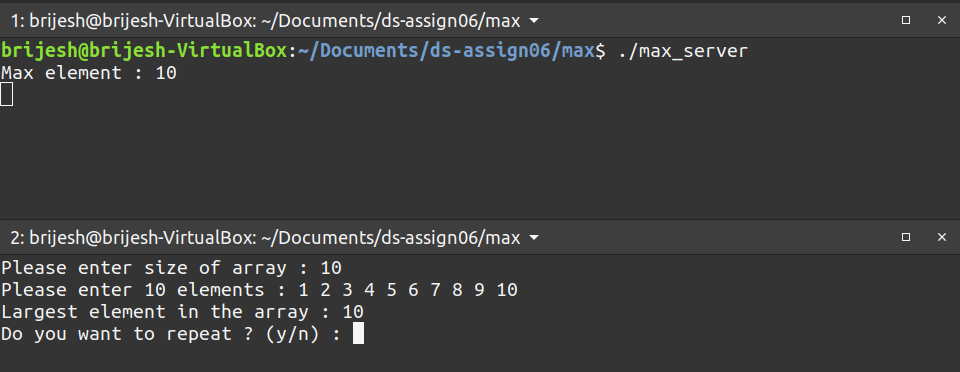 1: brijesh@brijesh-VirtualBox: ~/Documents/ds-assign06/max
brijesh@brijesh-VirtualBox:~/Documents/ds-assign06/max$ ./max_server
Max element : 10
2: brijesh@brijesh-VirtualBox: ~/Documents/ds-assign06/max
Please enter size of array : 10
Please enter 10 elements : 1 2 3 4 5 6 7 8 9 10
Largest element in the array : 10
Do you want to repeat ? (y/n) :